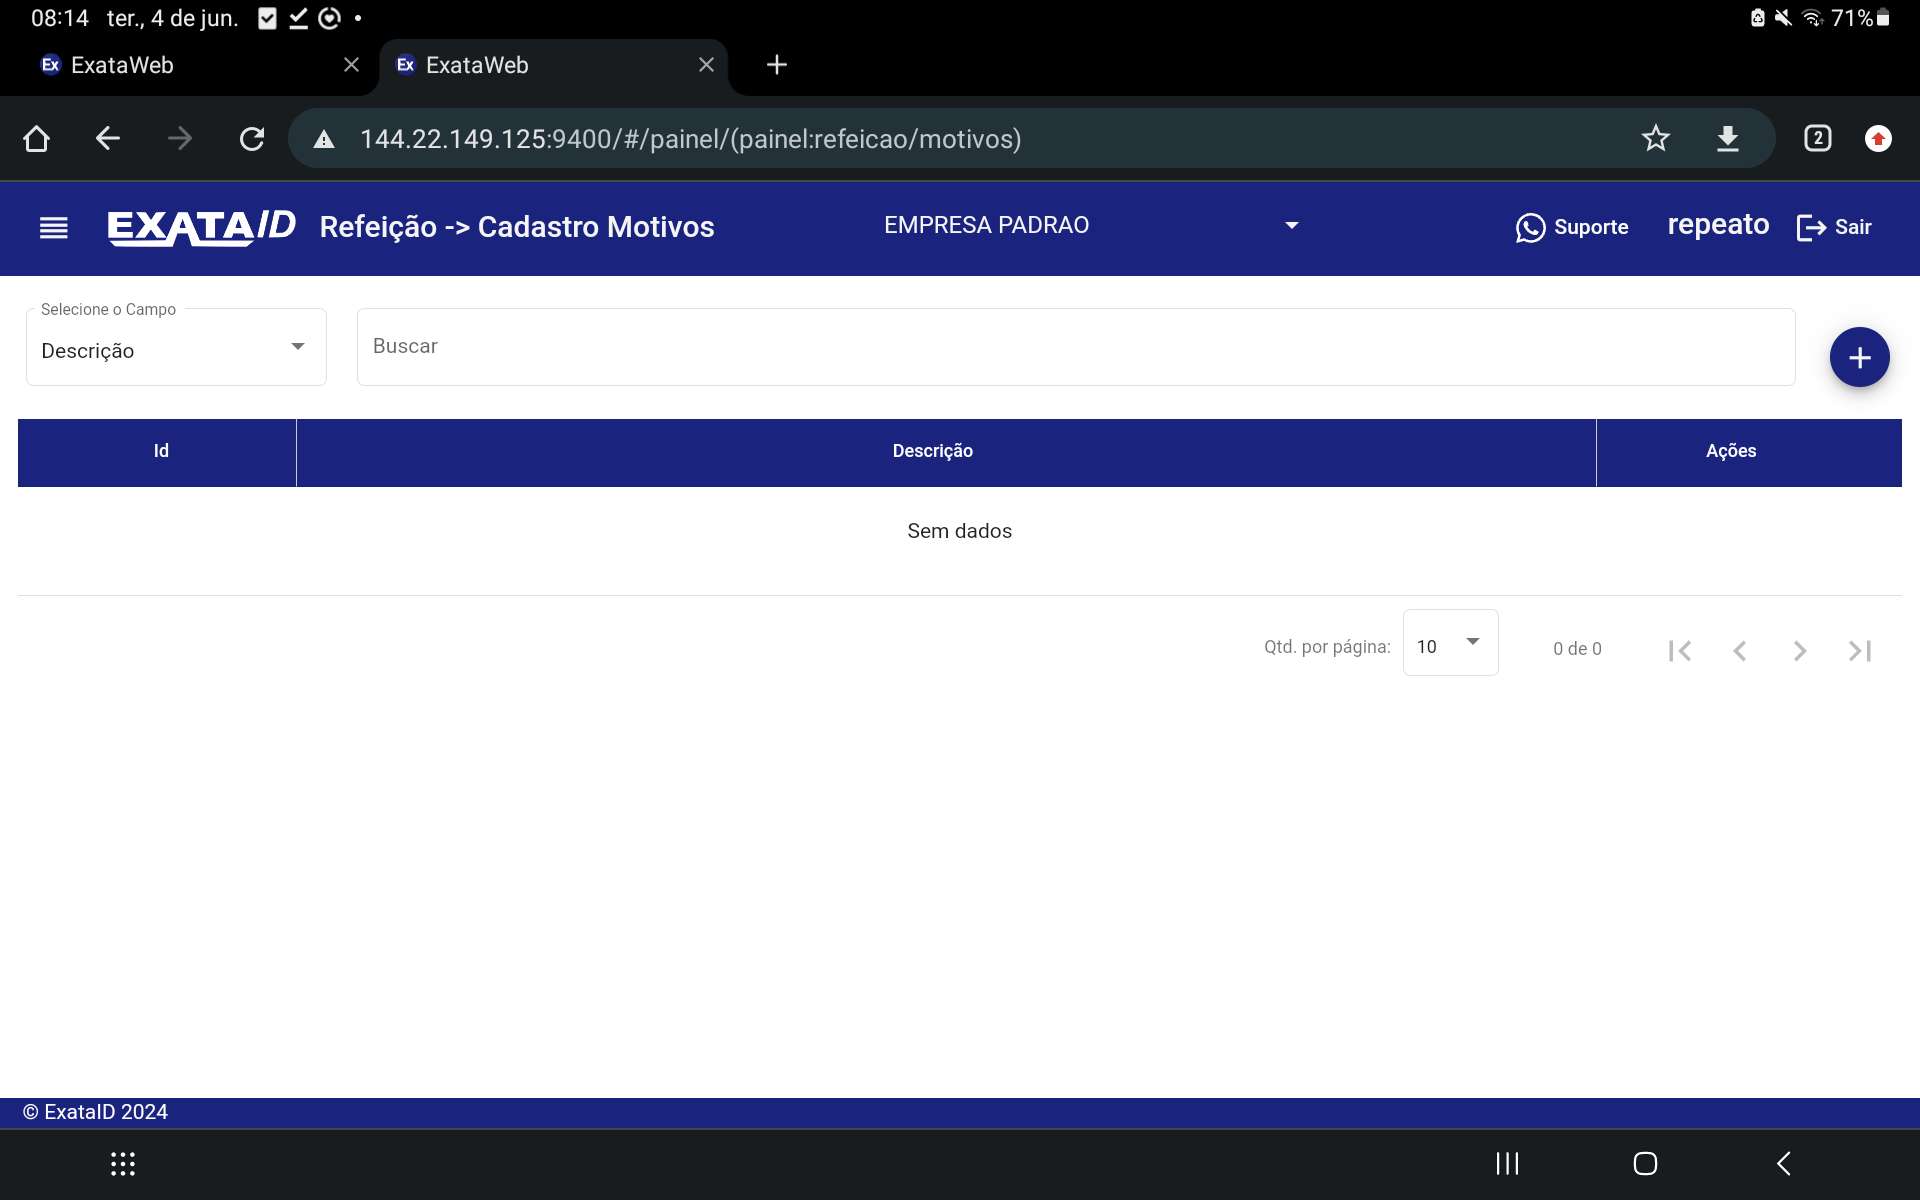 08:14 ter., 4 de jun. 71%
Ex ExataWeb Ex ExataWeb
144.22.149.125:9400/#/painel/(painel:refeicao/motivos) 2
EXATAID Refeição -> Cadastro Motivos EMPRESA PADRAO Suporte repeato Sair
Selecione o Campo
Descrição Buscar
Id Descrição Ações
Sem dados
Qtd. por página: 10 0 de 0
© ExataID 2024